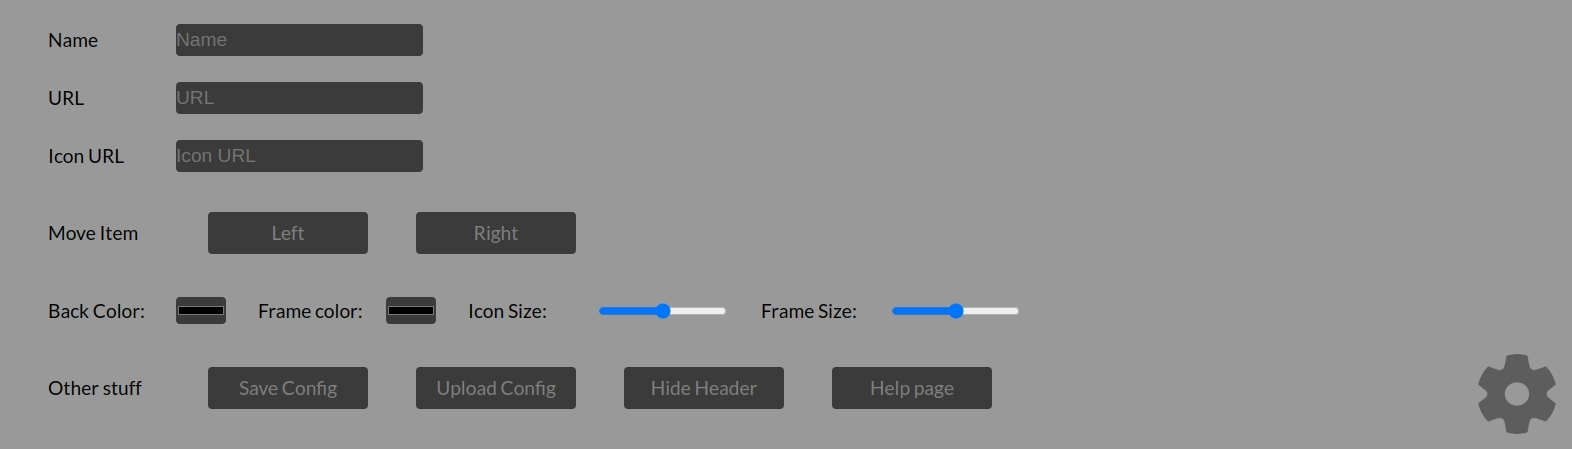 Name Name
URL URL
Icon URL Icon URL
Move Item Left Right
Back Color: Frame color: Icon Size: Frame Size:
Other stuff Save Config Upload Config Hide Header Help page